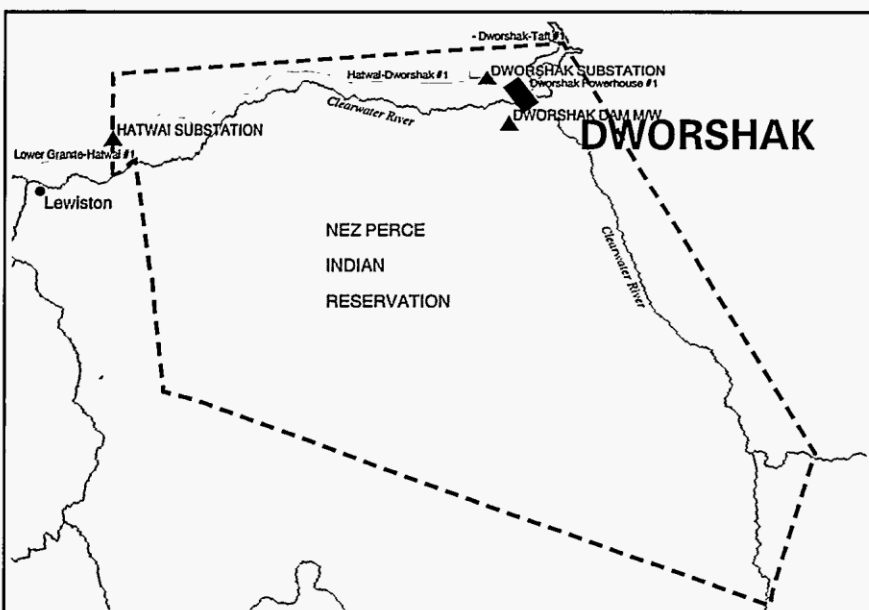 - Dworshak-Taft #1
Hatwai-Dworshak #1
DWORSHAK SUBSTATION
Dworshak Powerhouse #1
Clearwater River
DWORSHAK DAM M/W
DWORSHAK
HATWAI SUBSTATION
Lower Granite-Hatwai #1
Lewiston
NEZ PERCE
INDIAN
RESERVATION
Clearwater River